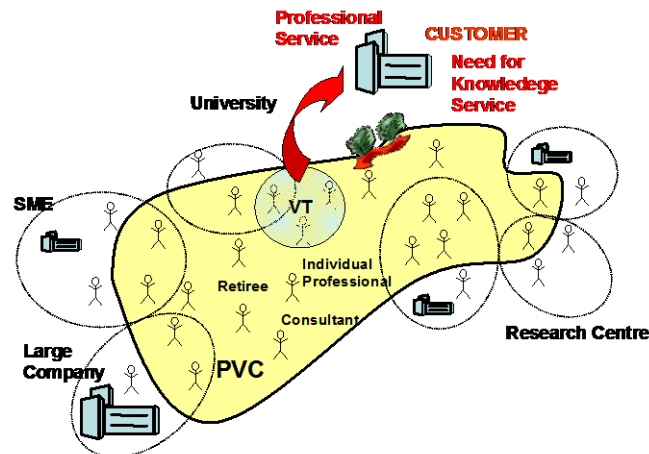 Professional
Service
CUSTOMER
Need for
Knowledege
Service
University
SME
VT
Individual
Professional
Retiree
Consultant
Research Centre
Large
Company
PVC